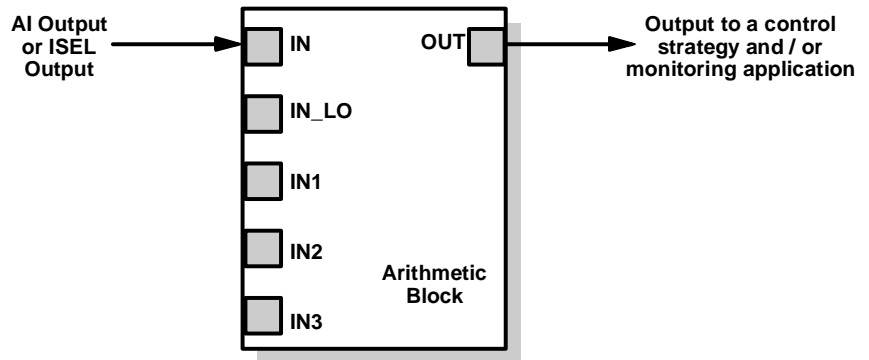 AI Output
or ISEL
Output
IN
OUT
Output to a control
strategy and / or
monitoring application
IN_LO
IN1
IN2
Arithmetic
Block
IN3